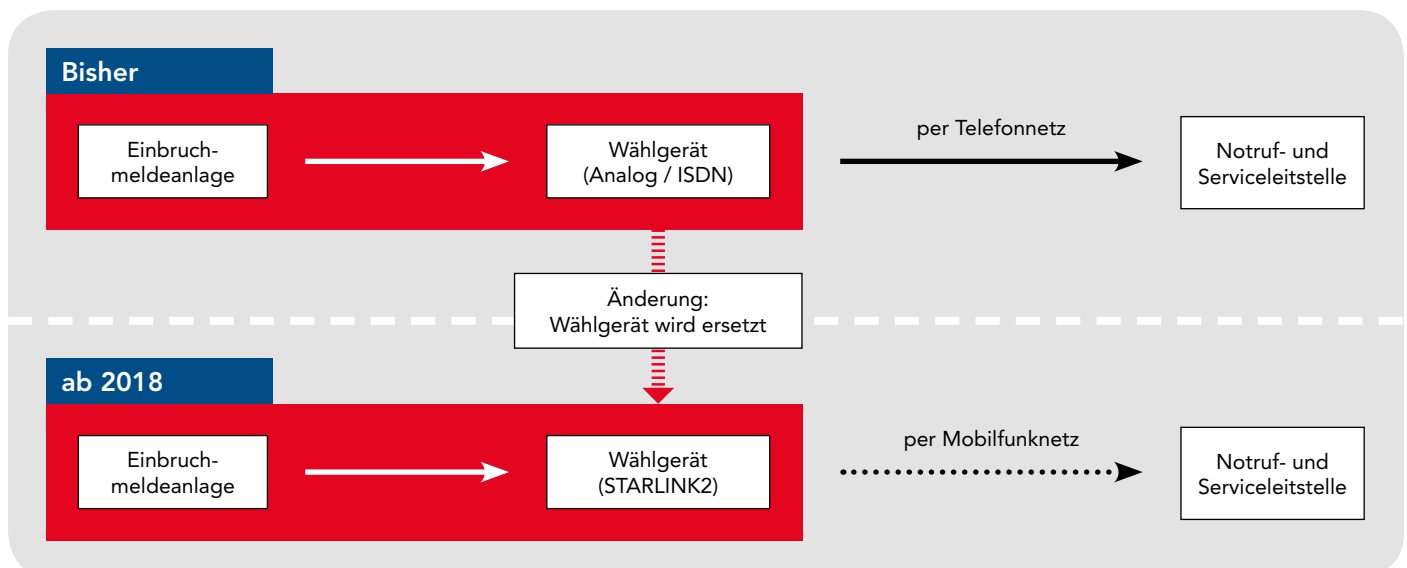 Bisher
Einbruch-
meldeanlage
Wählgerät
(Analog / ISDN)
per Telefonnetz
Notruf- und
Serviceleitstelle
Änderung:
Wählgerät wird ersetzt
ab 2018
Einbruch-
meldeanlage
Wählgerät
(STARLINK2)
per Mobilfunknetz
Notruf- und
Serviceleitstelle